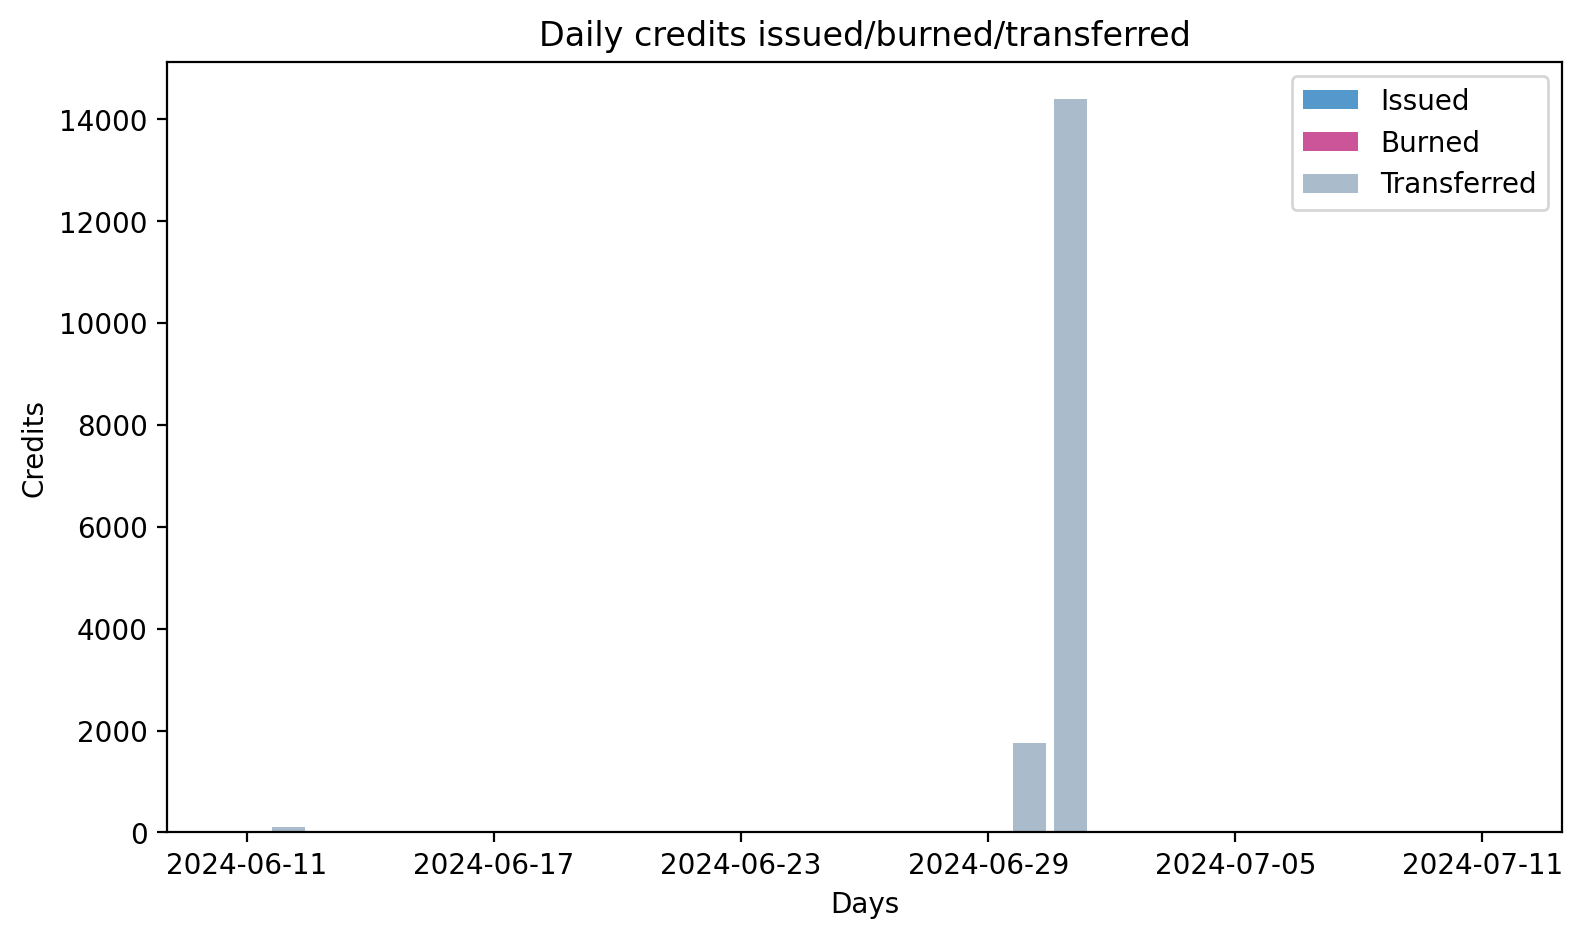 Daily credits issued/burned/transferred
Issued
Burned
Transferred
14000
12000
10000
8000
6000
4000
2000
0
Credits
2024-06-11
2024-06-17
2024-06-23
2024-06-29
2024-07-05
2024-07-11
Days